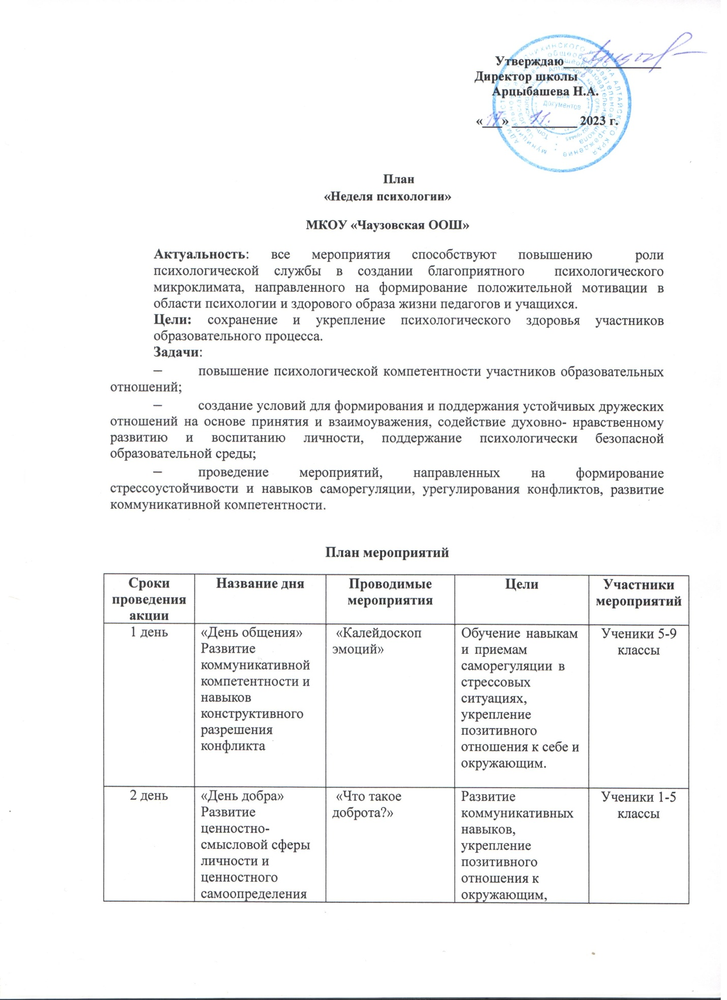 Утверждаю_______________
Директор школы
Арцыбашева Н.А.
«17» 11. 2023 г.
для
документов
План
«Неделя психологии»
МКОУ «Чаузовская ООШ»
Актуальность: все мероприятия способствуют повышению роли
психологической службы в создании благоприятного психологического
микроклимата, направленного на формирование положительной мотивации в
области психологии и здорового образа жизни педагогов и учащихся.
Цели: сохранение и укрепление психологического здоровья участников
образовательного процесса.
Задачи:
– повышение психологической компетентности участников образовательных
отношений;
– создание условий для формирования и поддержания устойчивых дружеских
отношений на основе принятия и взаимоуважения, содействие духовно- нравственному
развитию и воспитанию личности, поддержание психологически безопасной
образовательной среды;
– проведение мероприятий, направленных на формирование
стрессоустойчивости и навыков саморегуляции, урегулирования конфликтов, развитие
коммуникативной компетентности.
План мероприятий
Сроки
проведения
акции
Название дня
Проводимые
мероприятия
Цели
Участники
мероприятий
1 день
«День общения»
Развитие
коммуникативной
компетентности и
навыков
конструктивного
разрешения
конфликта
«Калейдоскоп
эмоций»
Обучение навыкам
и приемам
саморегуляции в
стрессовых
ситуациях,
укрепление
позитивного
отношения к себе и
окружающим.
Ученики 5-9
классы
2 день
«День добра»
Развитие
ценностно-
смысловой сферы
личности и
ценностного
самоопределения
«Что такое
доброта?»
Развитие
коммуникативных
навыков,
укрепление
позитивного
отношения к
окружающим,
Ученики 1-5
классы